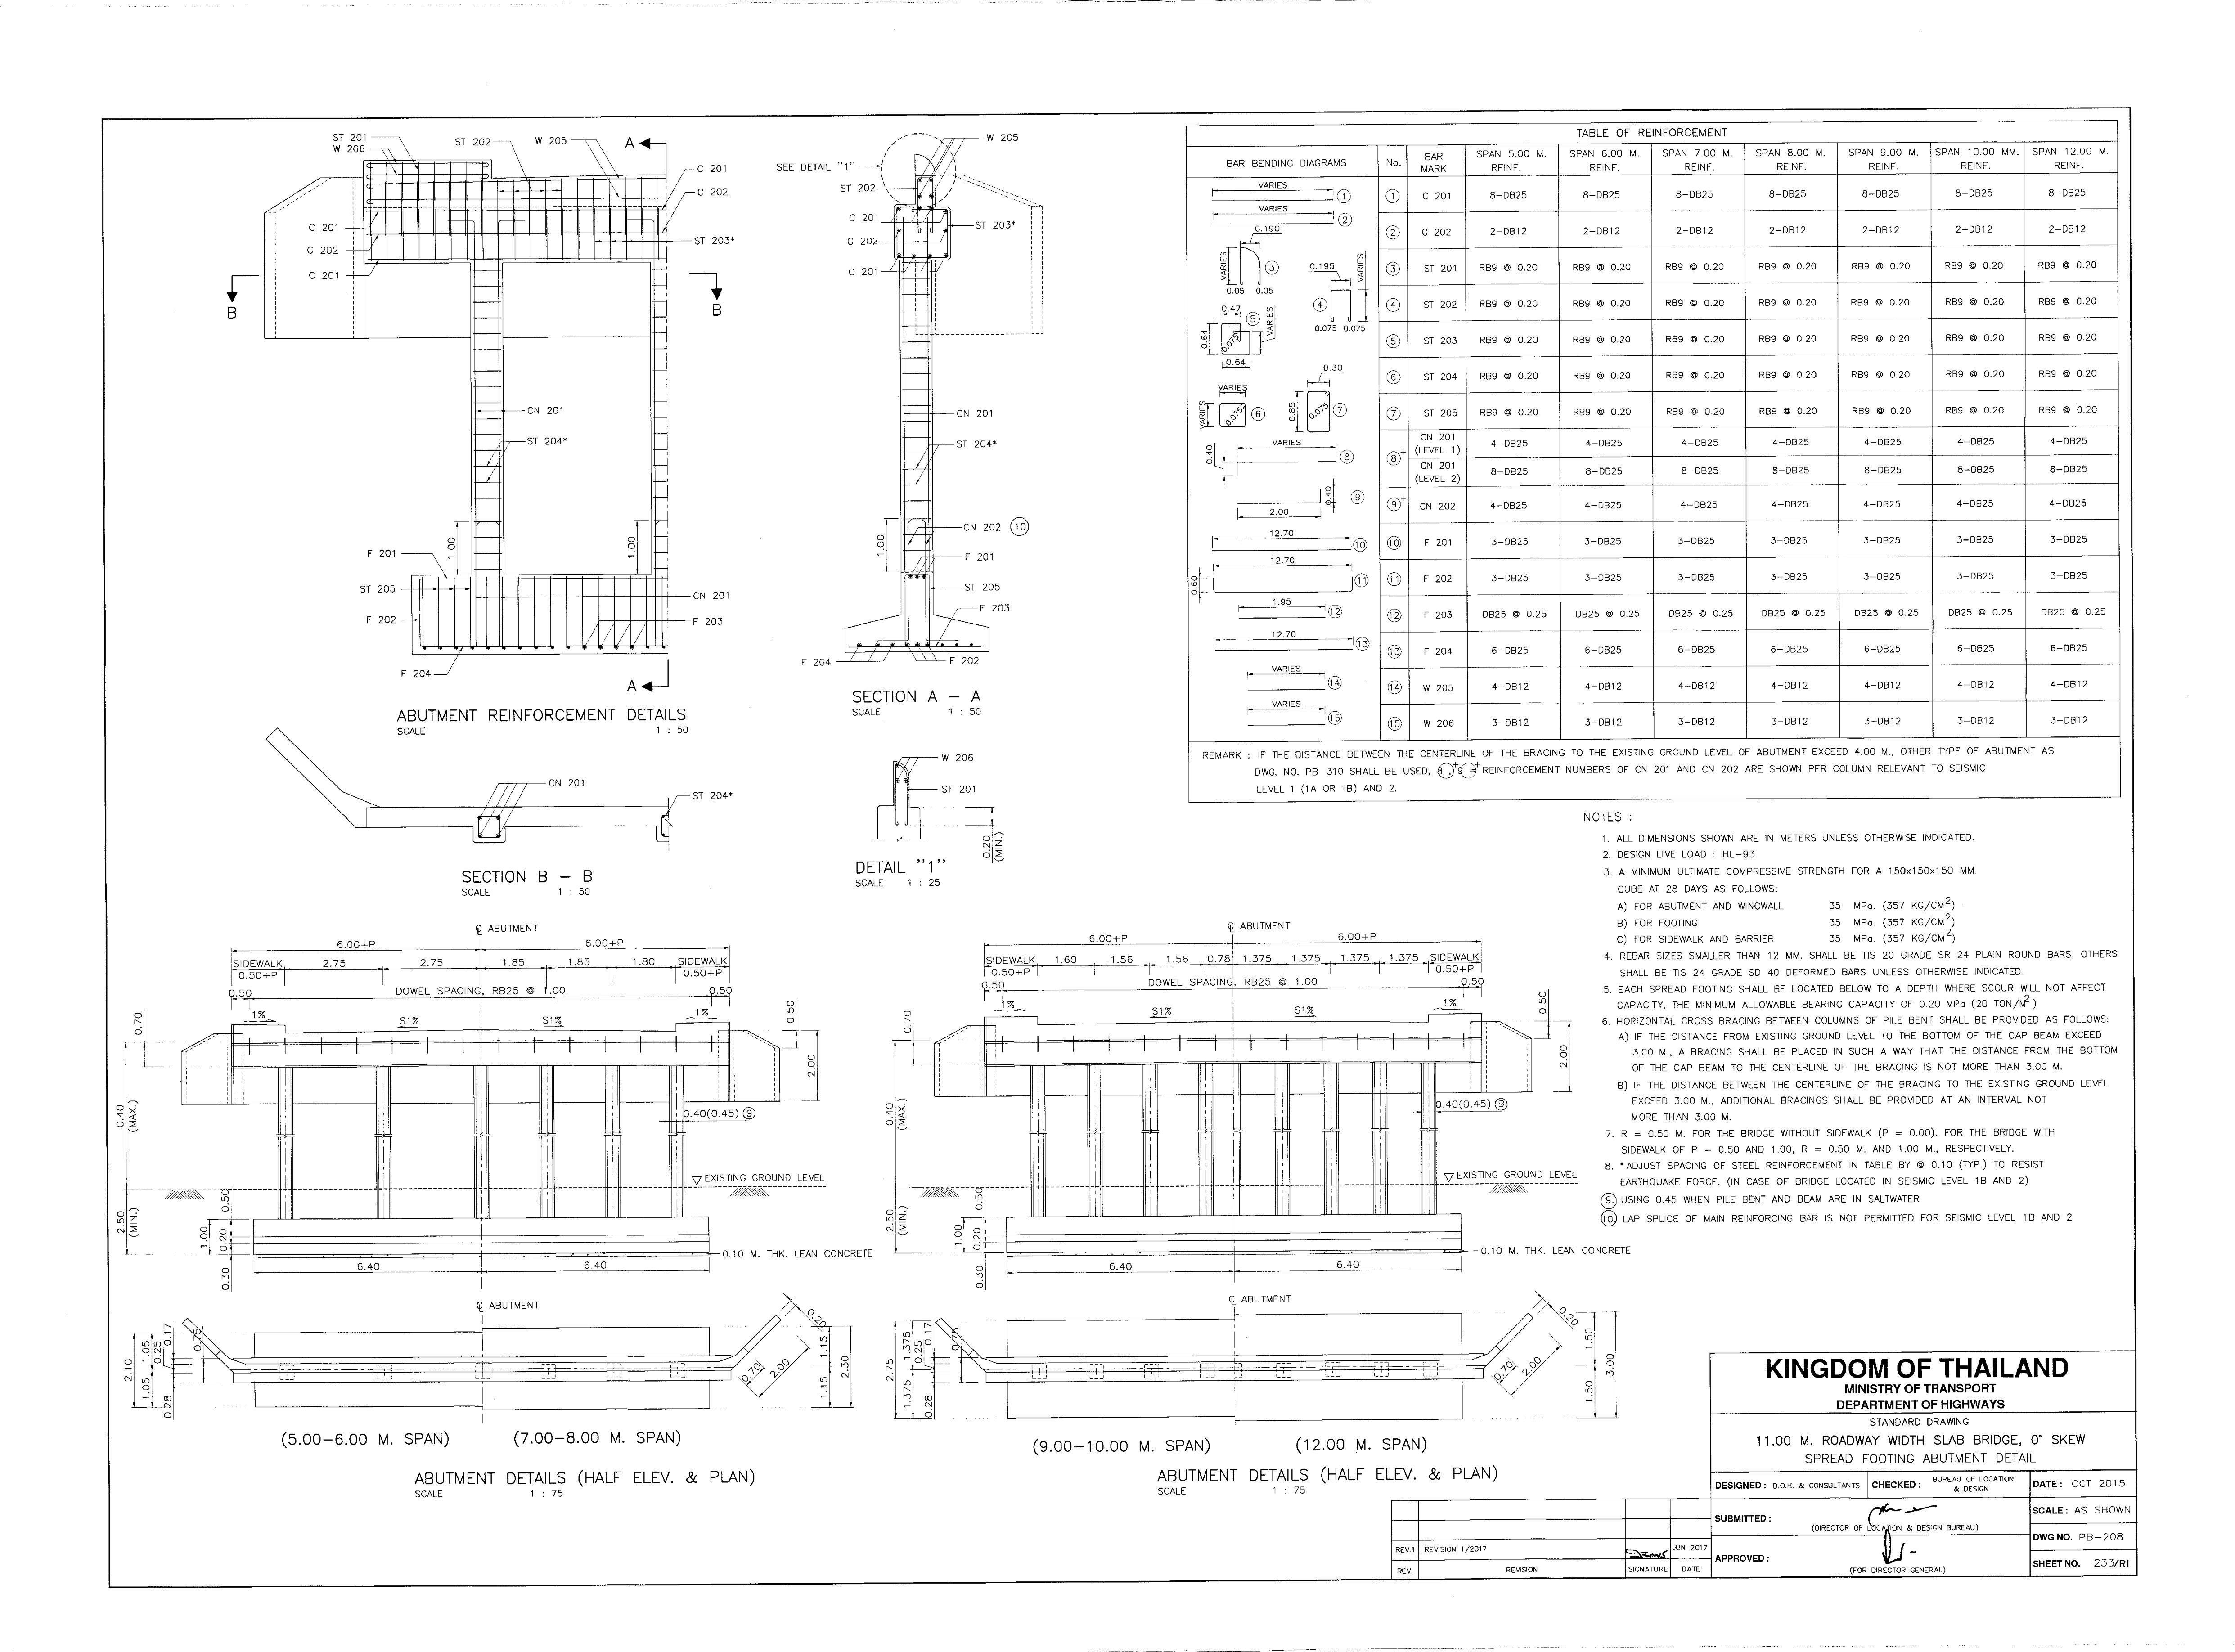 ST 201
W 206
ST 202
W 205
A
C 201
C 202
C 201
C 202
C 201
ST 203*
B
B
CN 201
ST 204*
1.00
1.00
F 201
ST 205
F 202
CN 201
F 203
F 204
A
ABUTMENT REINFORCEMENT DETAILS
SCALE 1 : 50
SEE DETAIL "1"
W 205
ST 202
C 201
C 202
C 201
ST 203*
CN 201
ST 204*
1.00
CN 202 10
F 201
ST 205
F 203
F 204
F 202
SECTION A – A
SCALE 1 : 50
CN 201
ST 204*
SECTION B – B
SCALE 1 : 50
W 206
ST 201
0.20
(MIN.)
DETAIL "1"
SCALE 1 : 25
TABLE OF REINFORCEMENT
BAR BENDING DIAGRAMS No. BAR MARK SPAN 5.00 M. REINF. SPAN 6.00 M. REINF. SPAN 7.00 M. REINF. SPAN 8.00 M. REINF. SPAN 9.00 M. REINF. SPAN 10.00 MM. REINF. SPAN 12.00 M. REINF.
VARIES 1
VARIES 2
0.190
VARIES
3
0.05 0.05
0.195
VARIES
4
0.075 0.075
0.47
5
0.64
0.075
VARIES
0.64
VARIES
VARIES
0.075
6
0.30
0.85
0.075
7
0.40
VARIES
8
0.40
9
2.00
12.70
10
12.70
0.60
11
1.95
12
12.70
13
VARIES
14
VARIES
15
1 C 201 8–DB25 8–DB25 8–DB25 8–DB25 8–DB25 8–DB25 8–DB25
2 C 202 2–DB12 2–DB12 2–DB12 2–DB12 2–DB12 2–DB12 2–DB12
3 ST 201 RB9 @ 0.20 RB9 @ 0.20 RB9 @ 0.20 RB9 @ 0.20 RB9 @ 0.20 RB9 @ 0.20 RB9 @ 0.20
4 ST 202 RB9 @ 0.20 RB9 @ 0.20 RB9 @ 0.20 RB9 @ 0.20 RB9 @ 0.20 RB9 @ 0.20 RB9 @ 0.20
5 ST 203 RB9 @ 0.20 RB9 @ 0.20 RB9 @ 0.20 RB9 @ 0.20 RB9 @ 0.20 RB9 @ 0.20 RB9 @ 0.20
6 ST 204 RB9 @ 0.20 RB9 @ 0.20 RB9 @ 0.20 RB9 @ 0.20 RB9 @ 0.20 RB9 @ 0.20 RB9 @ 0.20
7 ST 205 RB9 @ 0.20 RB9 @ 0.20 RB9 @ 0.20 RB9 @ 0.20 RB9 @ 0.20 RB9 @ 0.20 RB9 @ 0.20
8+ CN 201 (LEVEL 1) 4–DB25 4–DB25 4–DB25 4–DB25 4–DB25 4–DB25 4–DB25
CN 201 (LEVEL 2) 8–DB25 8–DB25 8–DB25 8–DB25 8–DB25 8–DB25 8–DB25
9+ CN 202 4–DB25 4–DB25 4–DB25 4–DB25 4–DB25 4–DB25 4–DB25
10 F 201 3–DB25 3–DB25 3–DB25 3–DB25 3–DB25 3–DB25 3–DB25
11 F 202 3–DB25 3–DB25 3–DB25 3–DB25 3–DB25 3–DB25 3–DB25
12 F 203 DB25 @ 0.25 DB25 @ 0.25 DB25 @ 0.25 DB25 @ 0.25 DB25 @ 0.25 DB25 @ 0.25 DB25 @ 0.25
13 F 204 6–DB25 6–DB25 6–DB25 6–DB25 6–DB25 6–DB25 6–DB25
14 W 205 4–DB12 4–DB12 4–DB12 4–DB12 4–DB12 4–DB12 4–DB12
15 W 206 3–DB12 3–DB12 3–DB12 3–DB12 3–DB12 3–DB12 3–DB12
REMARK : IF THE DISTANCE BETWEEN THE CENTERLINE OF THE BRACING TO THE EXISTING GROUND LEVEL OF ABUTMENT EXCEED 4.00 M., OTHER TYPE OF ABUTMENT AS
DWG. NO. PB–310 SHALL BE USED, 8+, 9+ = REINFORCEMENT NUMBERS OF CN 201 AND CN 202 ARE SHOWN PER COLUMN RELEVANT TO SEISMIC
LEVEL 1 (1A OR 1B) AND 2.
NOTES :
1. ALL DIMENSIONS SHOWN ARE IN METERS UNLESS OTHERWISE INDICATED.
2. DESIGN LIVE LOAD : HL–93
3. A MINIMUM ULTIMATE COMPRESSIVE STRENGTH FOR A 150x150x150 MM.
CUBE AT 28 DAYS AS FOLLOWS:
A) FOR ABUTMENT AND WINGWALL 35 MPa. (357 KG/CM2)
B) FOR FOOTING 35 MPa. (357 KG/CM2)
C) FOR SIDEWALK AND BARRIER 35 MPa. (357 KG/CM2)
4. REBAR SIZES SMALLER THAN 12 MM. SHALL BE TIS 20 GRADE SR 24 PLAIN ROUND BARS, OTHERS
SHALL BE TIS 24 GRADE SD 40 DEFORMED BARS UNLESS OTHERWISE INDICATED.
5. EACH SPREAD FOOTING SHALL BE LOCATED BELOW TO A DEPTH WHERE SCOUR WILL NOT AFFECT
CAPACITY, THE MINIMUM ALLOWABLE BEARING CAPACITY OF 0.20 MPa (20 TON/M2)
6. HORIZONTAL CROSS BRACING BETWEEN COLUMNS OF PILE BENT SHALL BE PROVIDED AS FOLLOWS:
A) IF THE DISTANCE FROM EXISTING GROUND LEVEL TO THE BOTTOM OF THE CAP BEAM EXCEED
3.00 M., A BRACING SHALL BE PLACED IN SUCH A WAY THAT THE DISTANCE FROM THE BOTTOM
OF THE CAP BEAM TO THE CENTERLINE OF THE BRACING IS NOT MORE THAN 3.00 M.
B) IF THE DISTANCE BETWEEN THE CENTERLINE OF THE BRACING TO THE EXISTING GROUND LEVEL
EXCEED 3.00 M., ADDITIONAL BRACINGS SHALL BE PROVIDED AT AN INTERVAL NOT
MORE THAN 3.00 M.
7. R = 0.50 M. FOR THE BRIDGE WITHOUT SIDEWALK (P = 0.00). FOR THE BRIDGE WITH
SIDEWALK OF P = 0.50 AND 1.00, R = 0.50 M. AND 1.00 M., RESPECTIVELY.
8. *ADJUST SPACING OF STEEL REINFORCEMENT IN TABLE BY @ 0.10 (TYP.) TO RESIST
EARTHQUAKE FORCE. (IN CASE OF BRIDGE LOCATED IN SEISMIC LEVEL 1B AND 2)
9. USING 0.45 WHEN PILE BENT AND BEAM ARE IN SALTWATER
10. LAP SPLICE OF MAIN REINFORCING BAR IS NOT PERMITTED FOR SEISMIC LEVEL 1B AND 2
℄ ABUTMENT
6.00+P 6.00+P
SIDEWALK 2.75 2.75 1.85 1.85 1.80 SIDEWALK
0.50+P 0.50+P
0.50 DOWEL SPACING, RB25 @ 1.00 0.50
1% S1% S1% 1%
0.70
0.50
2.00
0.40
(MAX.)
0.40(0.45) 9
EXISTING GROUND LEVEL
2.50
(MIN.)
0.50
1.00
0.20
0.30
0.10 M. THK. LEAN CONCRETE
6.40 6.40
℄ ABUTMENT
2.10
1.05
1.05
0.25
0.17
0.28
0.75
0.20
0.70
2.00
1.15
1.15
2.30
(5.00–6.00 M. SPAN) (7.00–8.00 M. SPAN)
ABUTMENT DETAILS (HALF ELEV. & PLAN)
SCALE 1 : 75
℄ ABUTMENT
6.00+P 6.00+P
SIDEWALK 1.60 1.56 1.56 0.78 1.375 1.375 1.375 1.375 SIDEWALK
0.50+P 0.50+P
0.50 DOWEL SPACING, RB25 @ 1.00 0.50
1% S1% S1% 1%
0.70
0.50
2.00
0.40
(MAX.)
0.40(0.45) 9
EXISTING GROUND LEVEL
2.50
(MIN.)
0.50
1.00
0.20
0.30
0.10 M. THK. LEAN CONCRETE
6.40 6.40
℄ ABUTMENT
2.75
1.375
1.375
0.25
0.17
0.28
0.75
0.20
0.70
2.00
1.50
1.50
3.00
(9.00–10.00 M. SPAN) (12.00 M. SPAN)
ABUTMENT DETAILS (HALF ELEV. & PLAN)
SCALE 1 : 75
KINGDOM OF THAILAND
MINISTRY OF TRANSPORT
DEPARTMENT OF HIGHWAYS
STANDARD DRAWING
11.00 M. ROADWAY WIDTH SLAB BRIDGE, 0° SKEW
SPREAD FOOTING ABUTMENT DETAIL
DESIGNED : D.O.H. & CONSULTANTS CHECKED : BUREAU OF LOCATION & DESIGN DATE : OCT 2015
SUBMITTED :
(DIRECTOR OF LOCATION & DESIGN BUREAU)
SCALE : AS SHOWN
APPROVED :
(FOR DIRECTOR GENERAL)
DWG NO. PB–208
SHEET NO. 233/R1
REV.1 REVISION 1/2017 JUN 2017
REV. REVISION SIGNATURE DATE